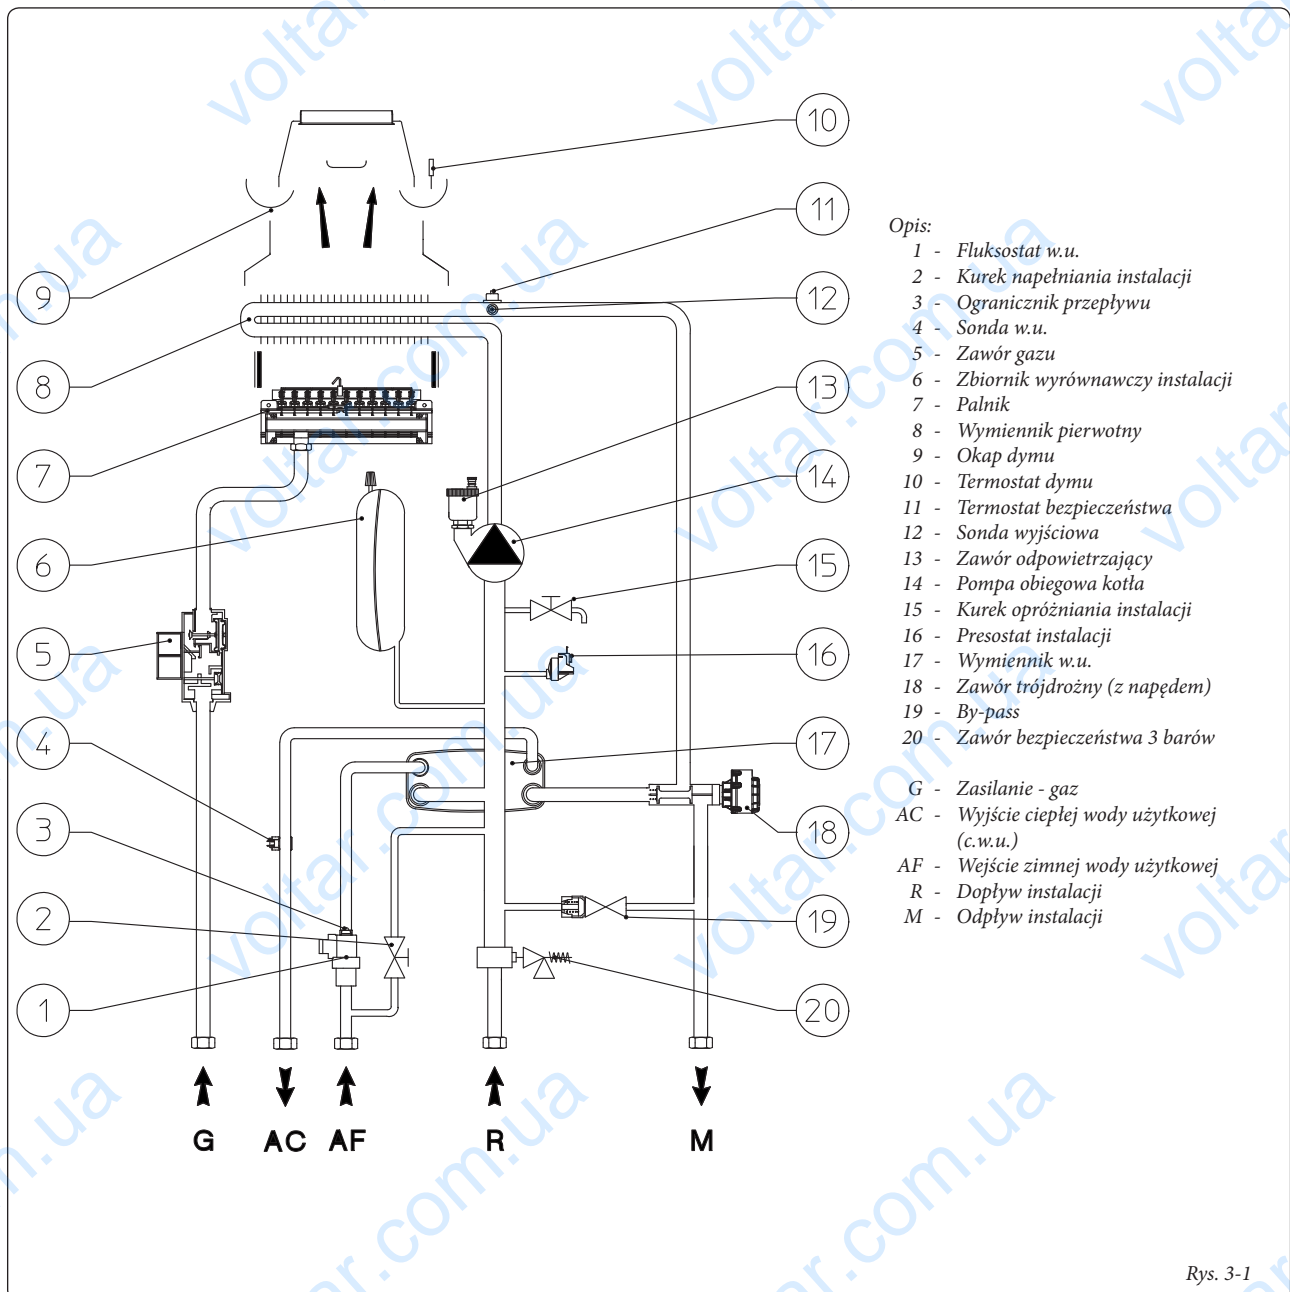 Opis:
1 - Fluksostat w.u.
2 - Kurek napełniania instalacji
3 - Ogranicznik przepływu
4 - Sonda w.u.
5 - Zawór gazu
6 - Zbiornik wyrównawczy instalacji
7 - Palnik
8 - Wymiennik pierwotny
9 - Okap dymu
10 - Termostat dymu
11 - Termostat bezpieczeństwa
12 - Sonda wyjściowa
13 - Zawór odpowietrzający
14 - Pompa obiegowa kotła
15 - Kurek opróżniania instalacji
16 - Presostat instalacji
17 - Wymiennik w.u.
18 - Zawór trójdrożny (z napędem)
19 - By-pass
20 - Zawór bezpieczeństwa 3 barów
G - Zasilanie - gaz
AC - Wyjście ciepłej wody użytkowej
(c.w.u.)
AF - Wejście zimnej wody użytkowej
R - Dopływ instalacji
M - Odpływ instalacji
10
11
9
12
8
13
7
14
6
15
5
16
4
17
3
18
2
19
1
20
G AC AF R M
Rys. 3-1
voltar.com.ua